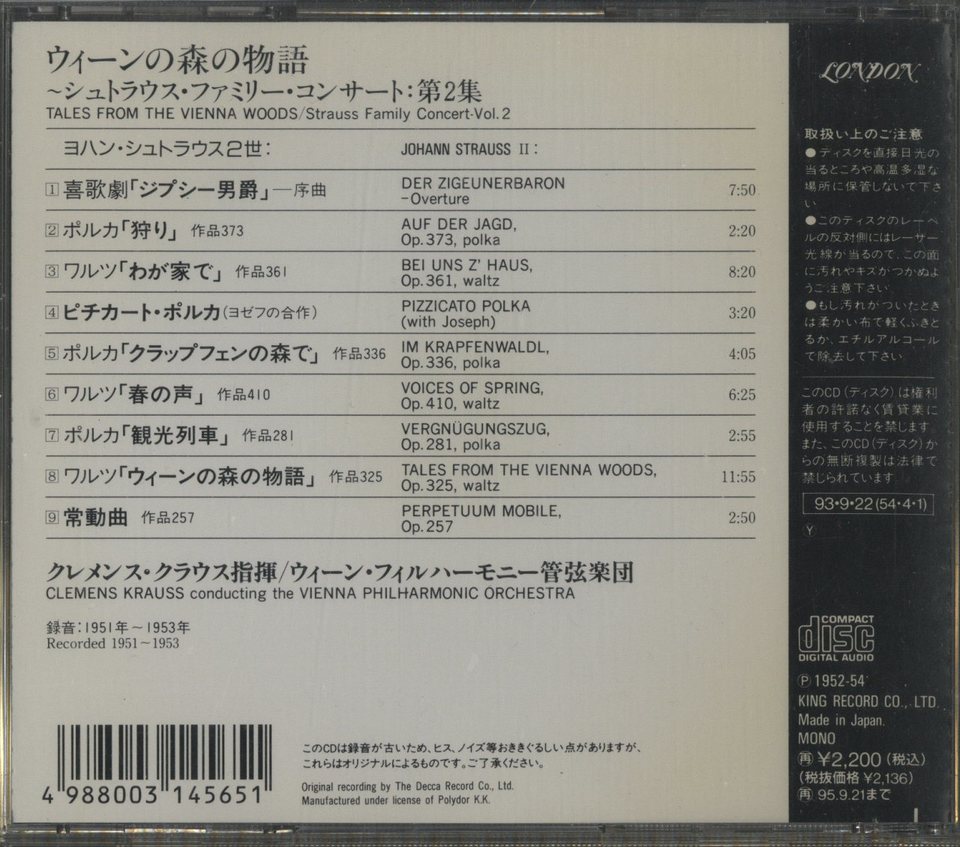 ウィーンの森の物語
~シュトラウス・ファミリー・コンサート:第2集
TALES FROM THE VIENNA WOODS/Strauss Family Concert-Vol.2
ヨハン・シュトラウス2世: JOHANN STRAUSS II:
1 喜歌劇「ジプシー男爵」―序曲 DER ZIGEUNERBARON 7:50
–Overture
2 ポルカ「狩り」 作品373 AUF DER JAGD, 2:20
Op.373, polka
3 ワルツ「わが家で」 作品361 BEI UNS Z' HAUS, 8:20
Op.361, waltz
4 ピチカート・ポルカ(ヨゼフの合作) PIZZICATO POLKA 3:20
(with Joseph)
5 ポルカ「クラップフェンの森で」 作品336 IM KRAPFENWALDL, 4:05
Op.336, polka
6 ワルツ「春の声」 作品410 VOICES OF SPRING, 6:25
Op.410, waltz
7 ポルカ「観光列車」 作品281 VERGNÜGUNGSZUG, 2:55
Op.281, polka
8 ワルツ「ウィーンの森の物語」 作品325 TALES FROM THE VIENNA WOODS, 11:55
Op.325, waltz
9 常動曲 作品257 PERPETUUM MOBILE, 2:50
Op.257
クレメンス・クラウス指揮/ウィーン・フィルハーモニー管弦楽団
CLEMENS KRAUSS conducting the VIENNA PHILHARMONIC ORCHESTRA
録音:1951年~1953年
Recorded 1951~1953
4 988003 145651
このCDは録音が古いため、ヒス、ノイズ等おききぐるしい点がありますが、
これらはオリジナルによるものです。ご了承ください。
Original recording by The Decca Record Co., Ltd.
Manufactured under license of Polydor K.K.
LONDON
取扱い上のご注意
●ディスクを直接日光の
当るところや高温多湿な
場所に保管しないで下さ
い
●このディスクのレーベ
ルの反対側にはレーザー
光線が当るので、この面
に汚れやキズがつかぬよ
うご注意下さい
●もし汚れがついたとき
は柔かい布で軽くふきと
るか、エチルアルコール
で除去して下さい
このCD(ディスク)は権利
者の許諾なく賃貸業に
使用することを禁じます
また、このCD(ディスク)か
らの無断複製は法律で
禁じられています
93・9・22(54・4・1)
Y
COMPACT
disc
DIGITAL AUDIO
Ⓟ 1952-54
KING RECORD CO., LTD.
Made in Japan.
MONO
再 ¥2,200(税込)
(税抜価格 ¥2,136)
再 95.9.21まで